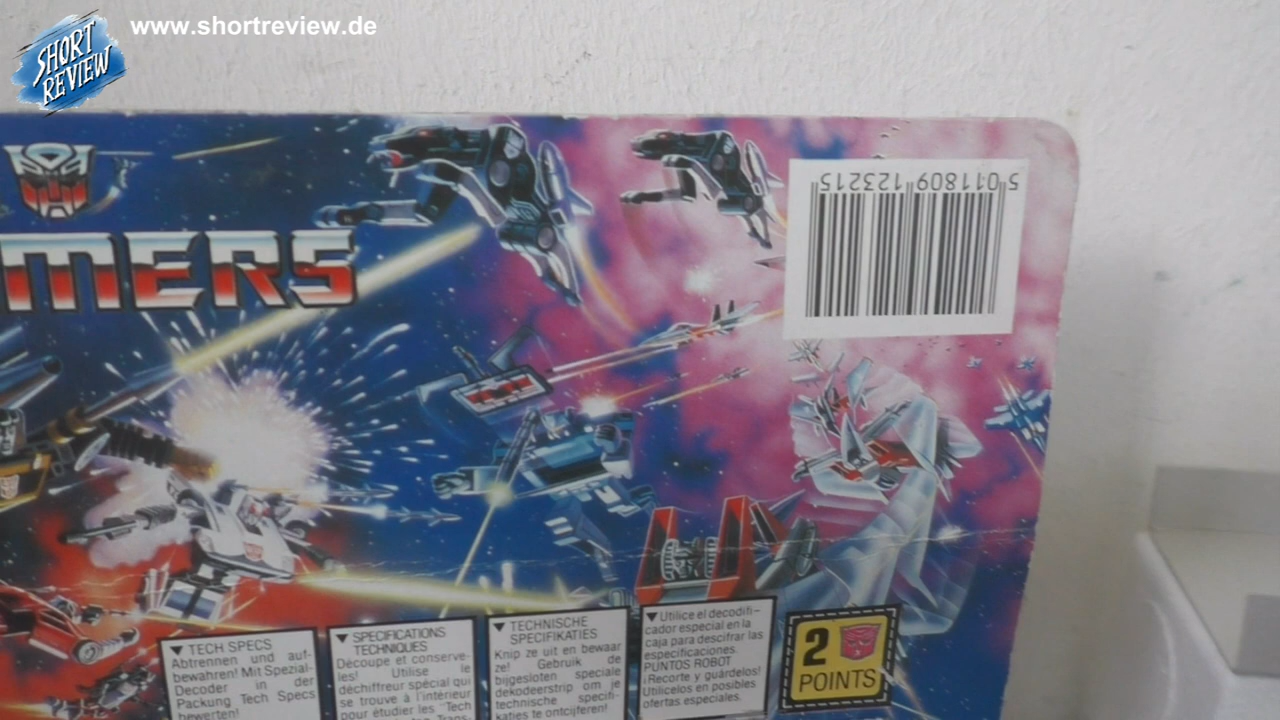 SHORT
REVIEW
www.shortreview.de
5 011809 123215
MERS
▼ TECH SPECS
Abtrennen und auf-
bewahren! Mit Spezial-
Decoder in der
Packung Tech Specs
bewerten!
▼ SPECIFICATIONS
TECHNIQUES
Découpe et conserve-
les! Utilise le
déchiffreur spécial qui
se trouve à l'intérieur
pour étudier les "Tech
▼ TECHNISCHE
SPECIFIKATIES
Knip ze uit en bewaar
ze! Gebruik de
bijgesloten speciale
dekodeerstrip om je
technische specifi-
katies te ontcijferen!
▼ Utilice el decodifi-
cador especial en la
caja para descifrar las
especificaciones.
PUNTOS ROBOT
¡Recorte y guárdelos!
Utilícelos en posibles
ofertas especiales.
2
POINTS